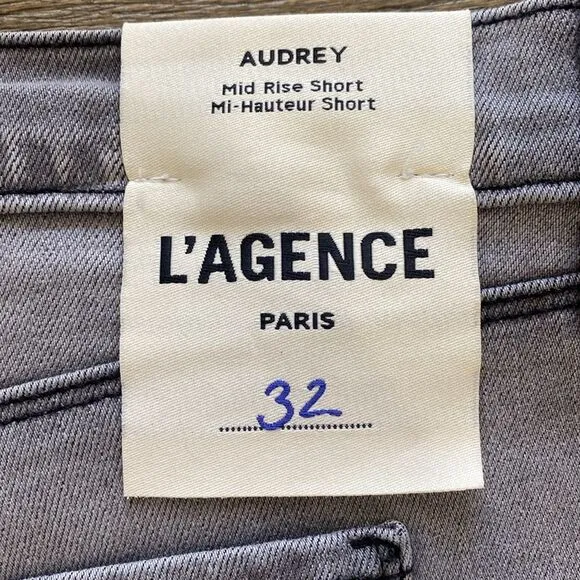 AUDREY
Mid Rise Short
Mi-Hauteur Short
L'AGENCE
PARIS
32